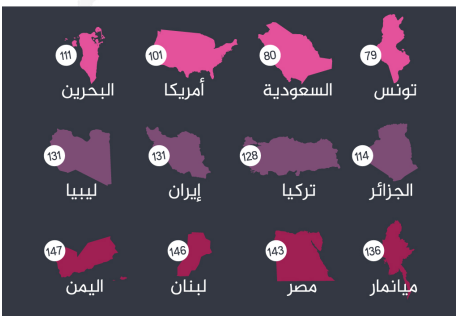 79 80 101 111
تونس السعودية أمريكا البحرين
114 128 131 131
الجزائر تركيا إيران ليبيا
136 143 146 147
ميانمار مصر لبنان اليمن